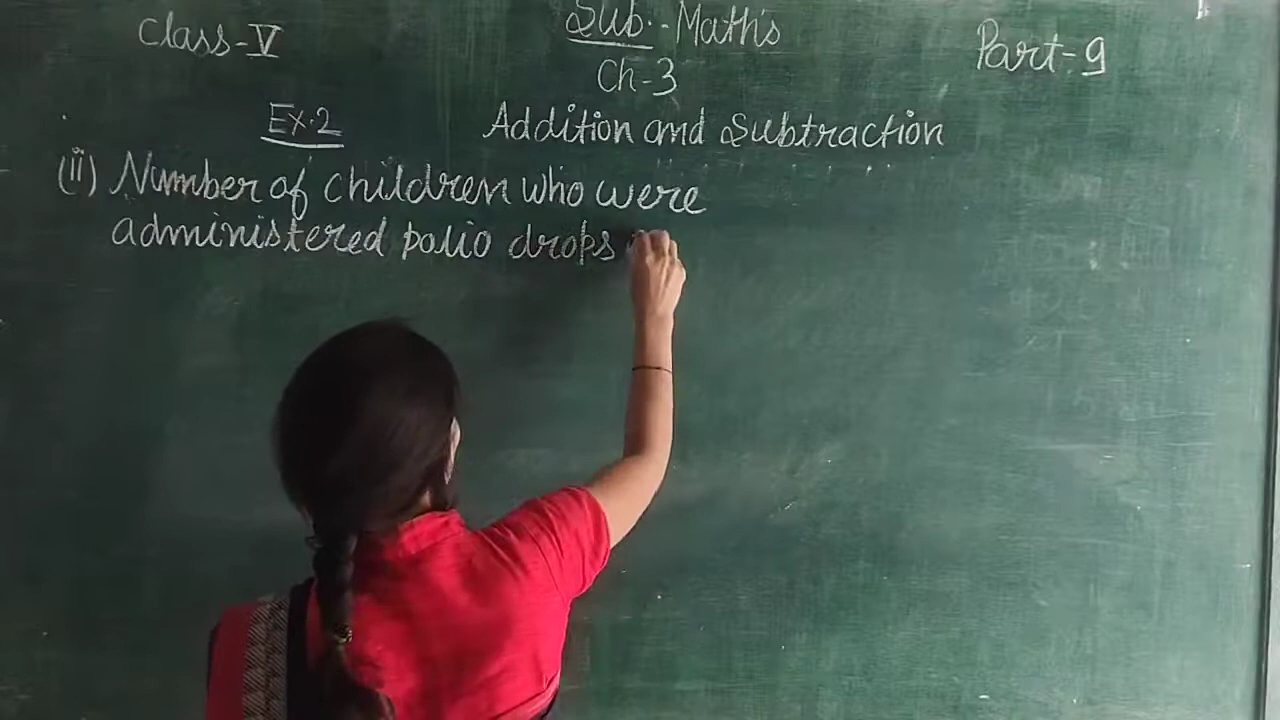 Class-V
Sub.-Math's
Part-9
Ch-3
Ex.2
Addition and Subtraction
(ii) Number of children who were
administered polio drops